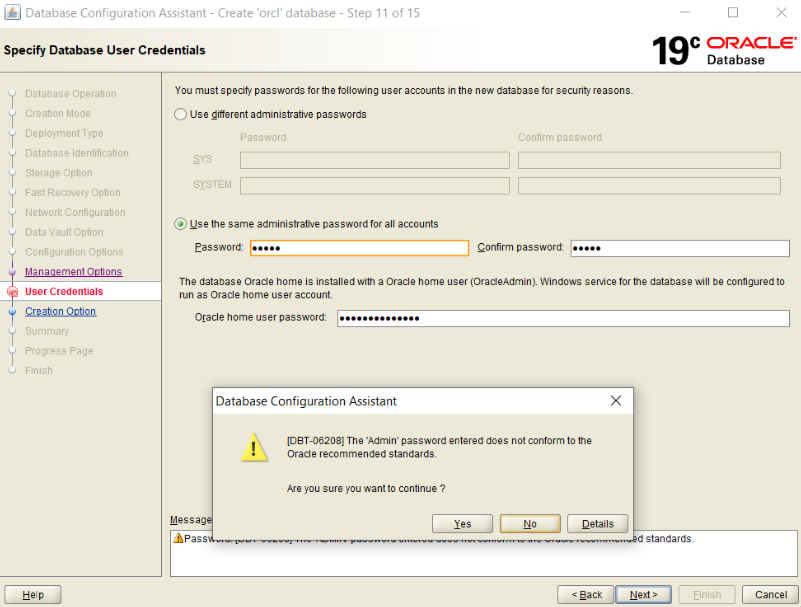 Database Configuration Assistant - Create 'orcl' database - Step 11 of 15
Specify Database User Credentials
19c ORACLE
Database
Database Operation
Creation Mode
Deployment Type
Database Identification
Storage Option
Fast Recovery Option
Network Configuration
Data Vault Option
Configuration Options
Management Options
User Credentials
Creation Option
Summary
Progress Page
Finish
You must specify passwords for the following user accounts in the new database for security reasons.
Use different administrative passwords
Password Confirm password
SYS
SYSTEM
Use the same administrative password for all accounts
Password: Confirm password:
The database Oracle home is installed with a Oracle home user (OracleAdmin). Windows service for the database will be configured to
run as Oracle home user account.
Oracle home user password:
Database Configuration Assistant
[DBT-06208] The 'Admin' password entered does not conform to the
Oracle recommended standards.
Are you sure you want to continue ?
Yes No Details
Message
Password: [DBT-06208] The 'ADMIN' password entered does not conform to the Oracle recommended standards.
Help < Back Next > Finish Cancel